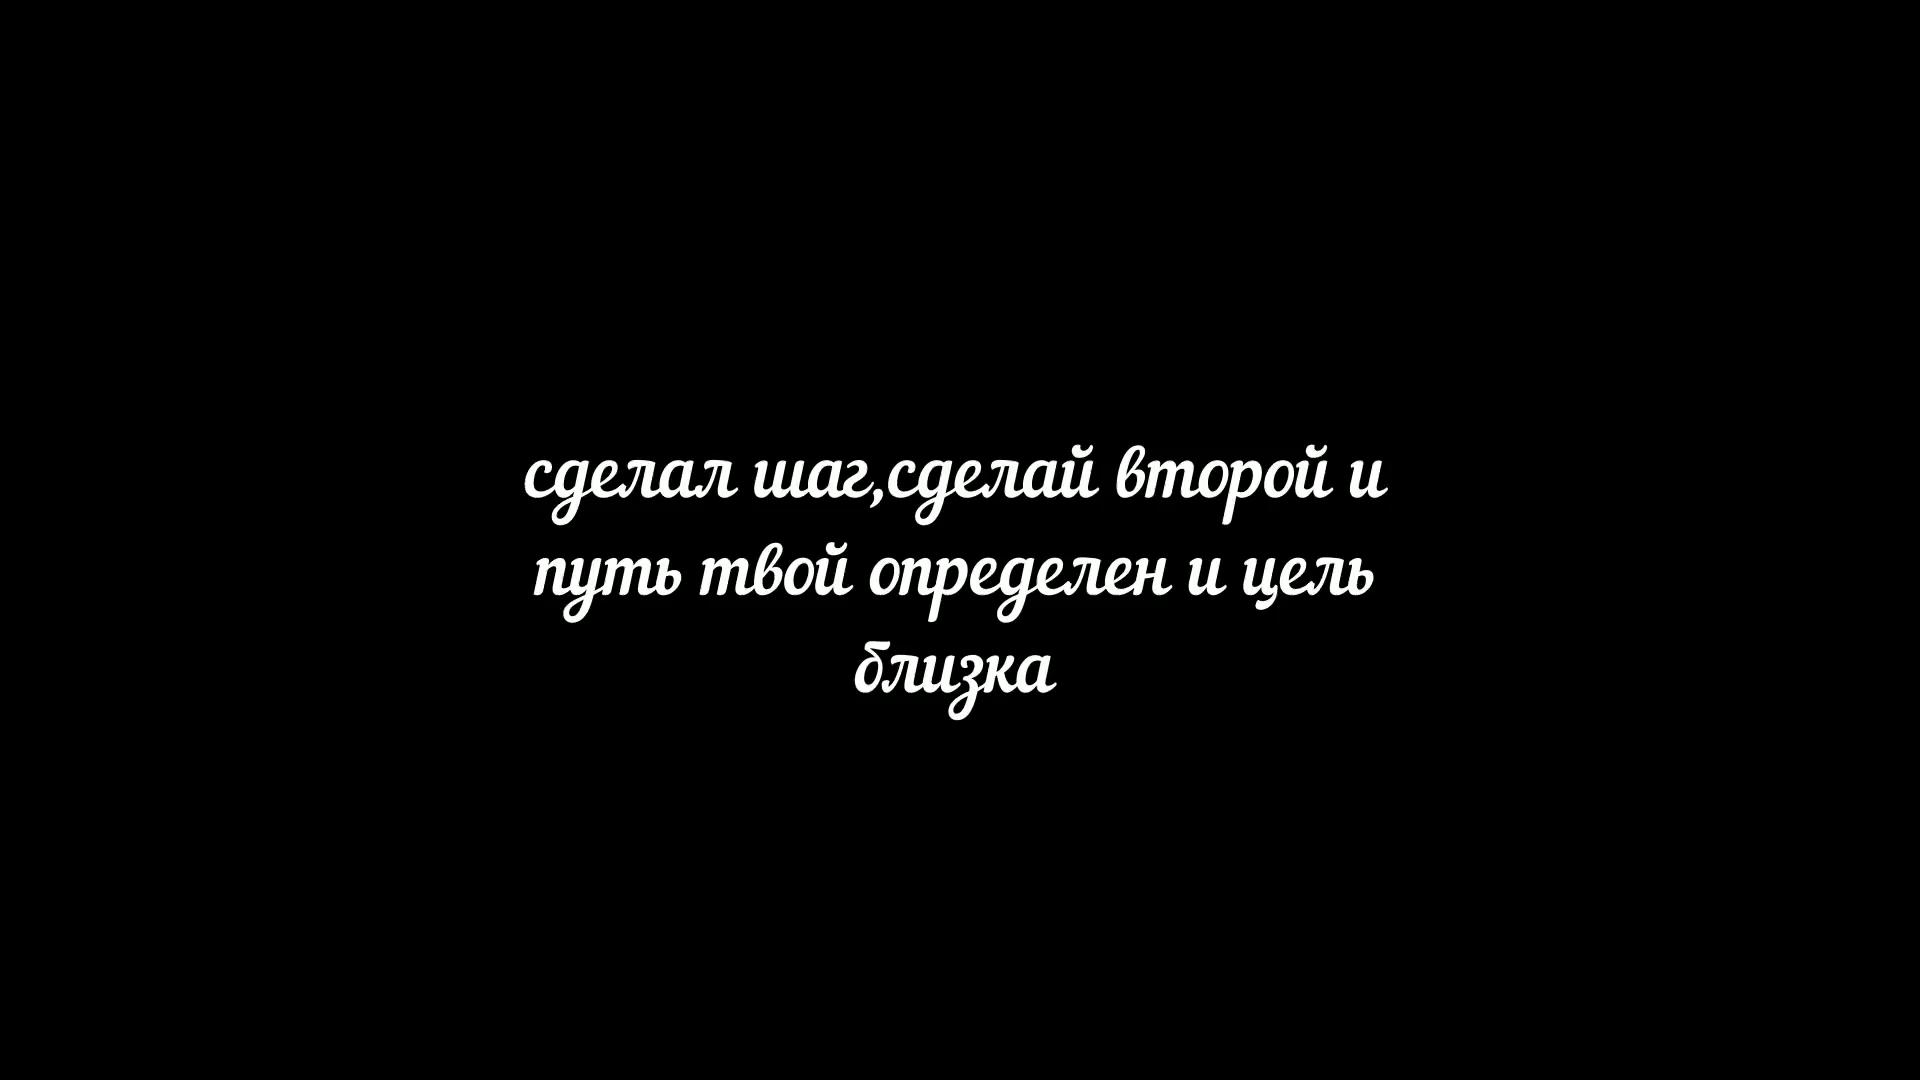 сделал шаг,сделай второй и
путь твой определен и цель
близка